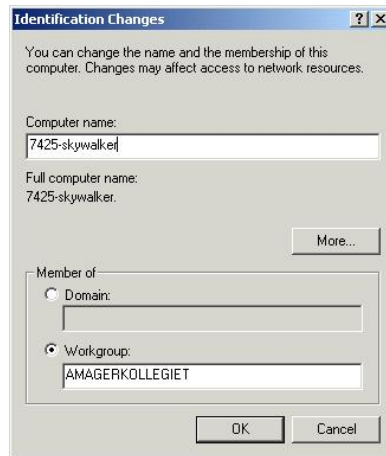 Identification Changes
You can change the name and the membership of this
computer. Changes may affect access to network resources.
Computer name:
7425-skywalker
Full computer name:
7425-skywalker.
More...
Member of
Domain:
Workgroup:
AMAGERKOLLEGIET
OK
Cancel